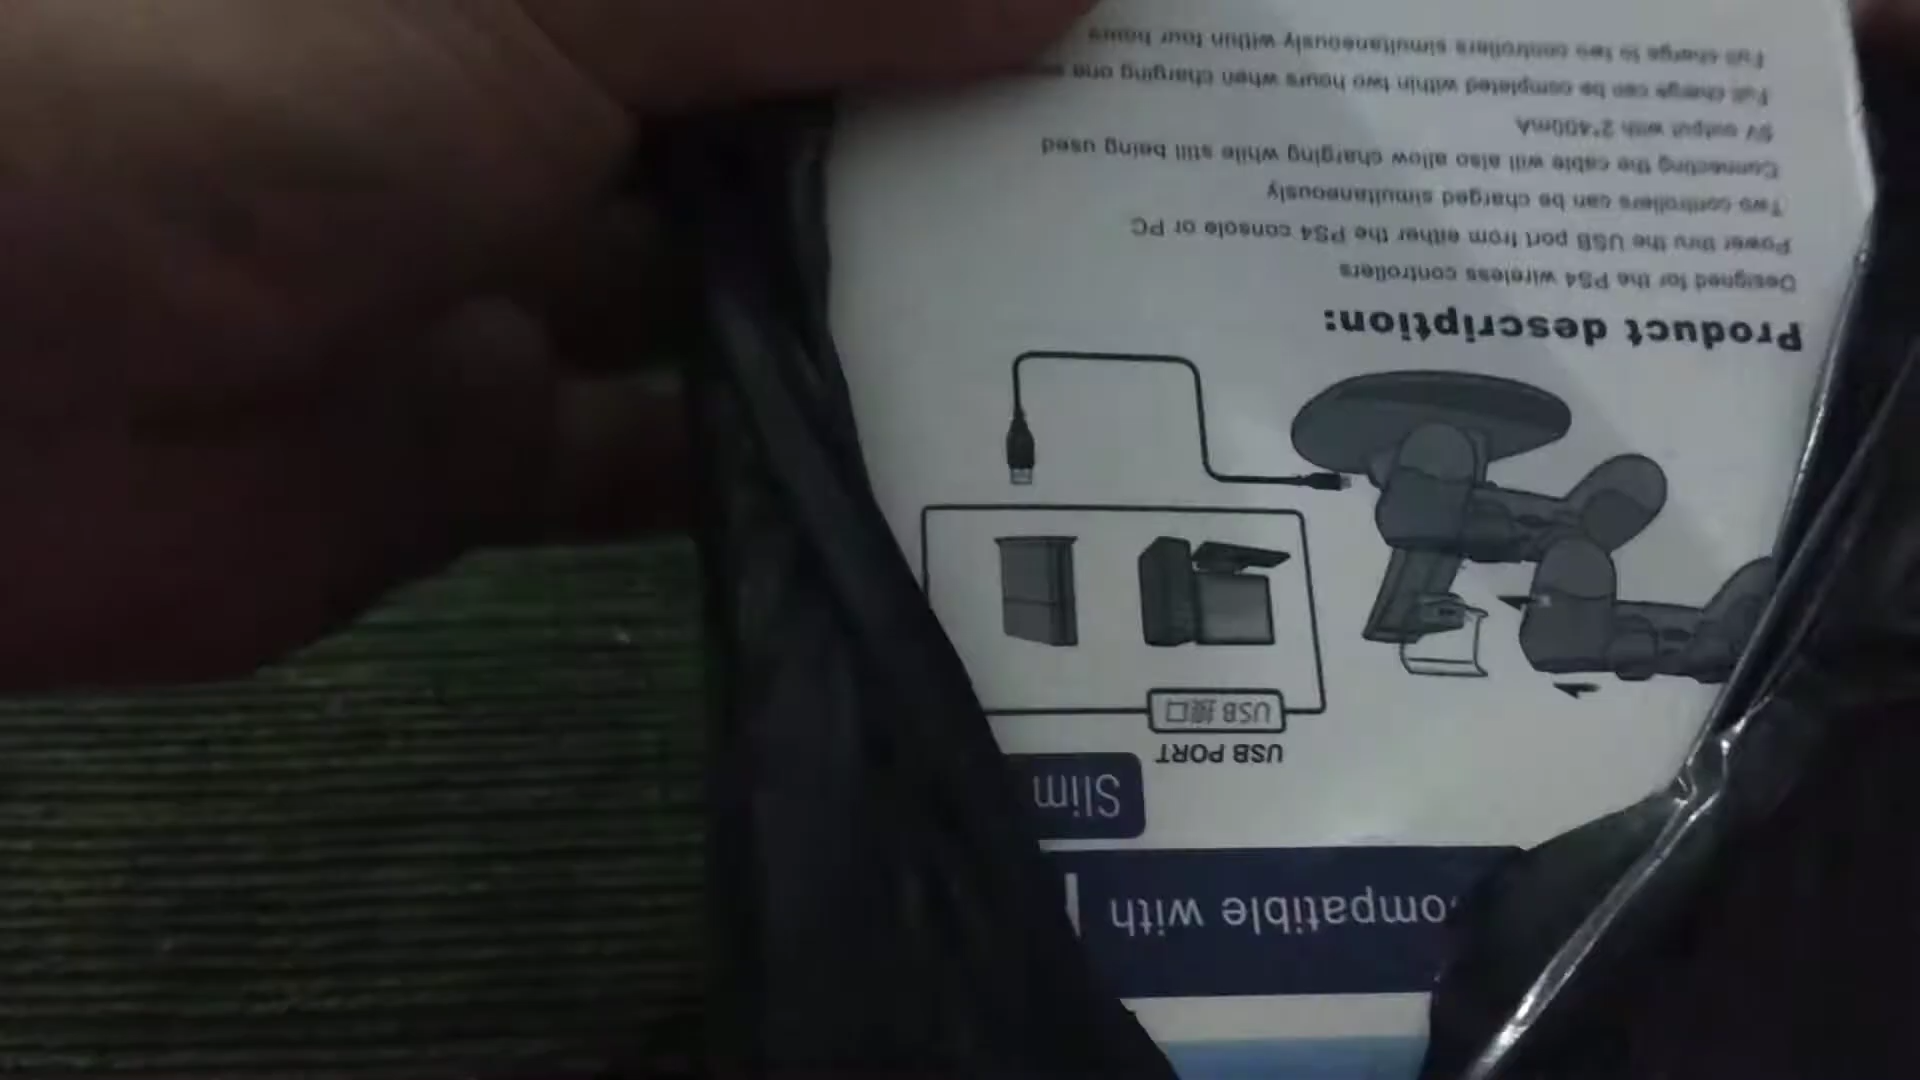 ompatible with
Slim
USB PORT
USB 接口
Product description:
Designed for the PS4 wireless controllers
Power thru the USB port from either the PS4 console or PC
Two controllers can be charged simultaneously
Connecting the cable will also allow charging while still being used
5V output with 2*400mA
Full charge can be completed within two hours when charging one
Full charge to two controllers simultaneously within four hours